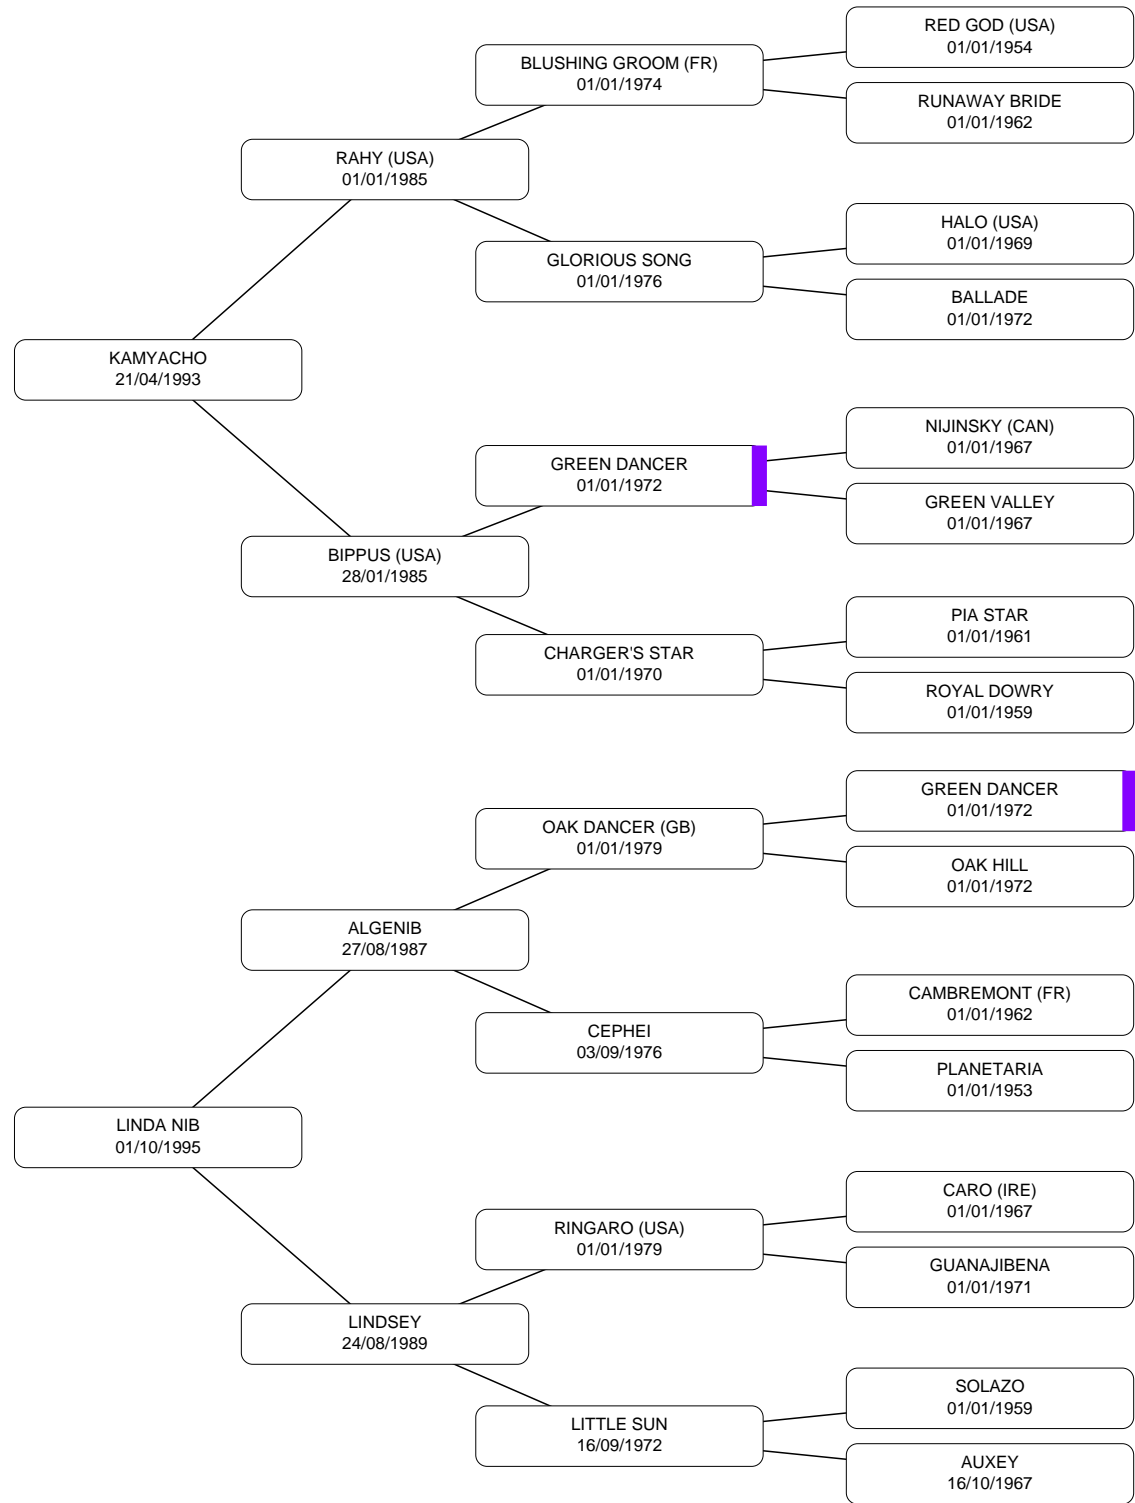 RED GOD (USA)
01/01/1954
BLUSHING GROOM (FR)
01/01/1974
RUNAWAY BRIDE
01/01/1962
RAHY (USA)
01/01/1985
HALO (USA)
01/01/1969
GLORIOUS SONG
01/01/1976
BALLADE
01/01/1972
KAMYACHO
21/04/1993
NIJINSKY (CAN)
01/01/1967
GREEN DANCER
01/01/1972
GREEN VALLEY
01/01/1967
BIPPUS (USA)
28/01/1985
PIA STAR
01/01/1961
CHARGER'S STAR
01/01/1970
ROYAL DOWRY
01/01/1959
GREEN DANCER
01/01/1972
OAK DANCER (GB)
01/01/1979
OAK HILL
01/01/1972
ALGENIB
27/08/1987
CAMBREMONT (FR)
01/01/1962
CEPHEI
03/09/1976
PLANETARIA
01/01/1953
LINDA NIB
01/10/1995
CARO (IRE)
01/01/1967
RINGARO (USA)
01/01/1979
GUANAJIBENA
01/01/1971
LINDSEY
24/08/1989
SOLAZO
01/01/1959
LITTLE SUN
16/09/1972
AUXEY
16/10/1967